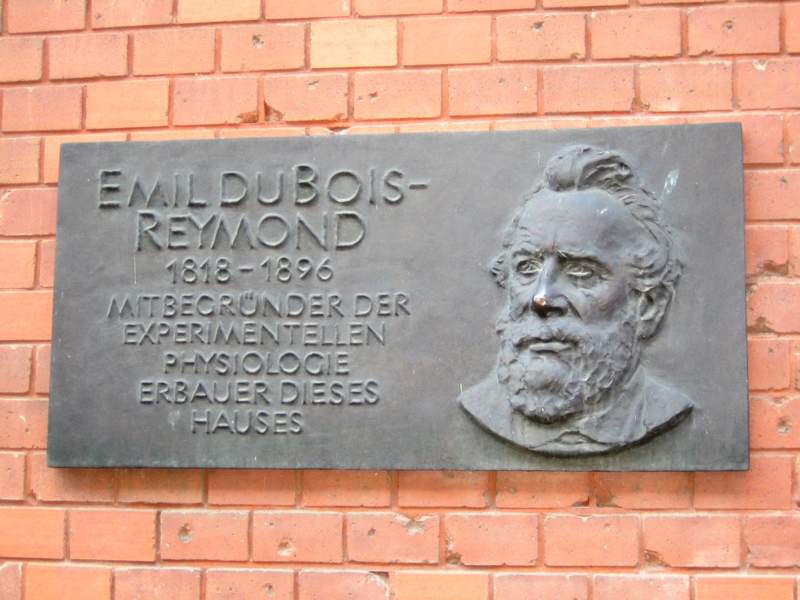 EMIL DU BOIS-
REYMOND
1818-1896
MITBEGRÜNDER DER
EXPERIMENTELLEN
PHYSIOLOGIE
ERBAUER DIESES
HAUSES